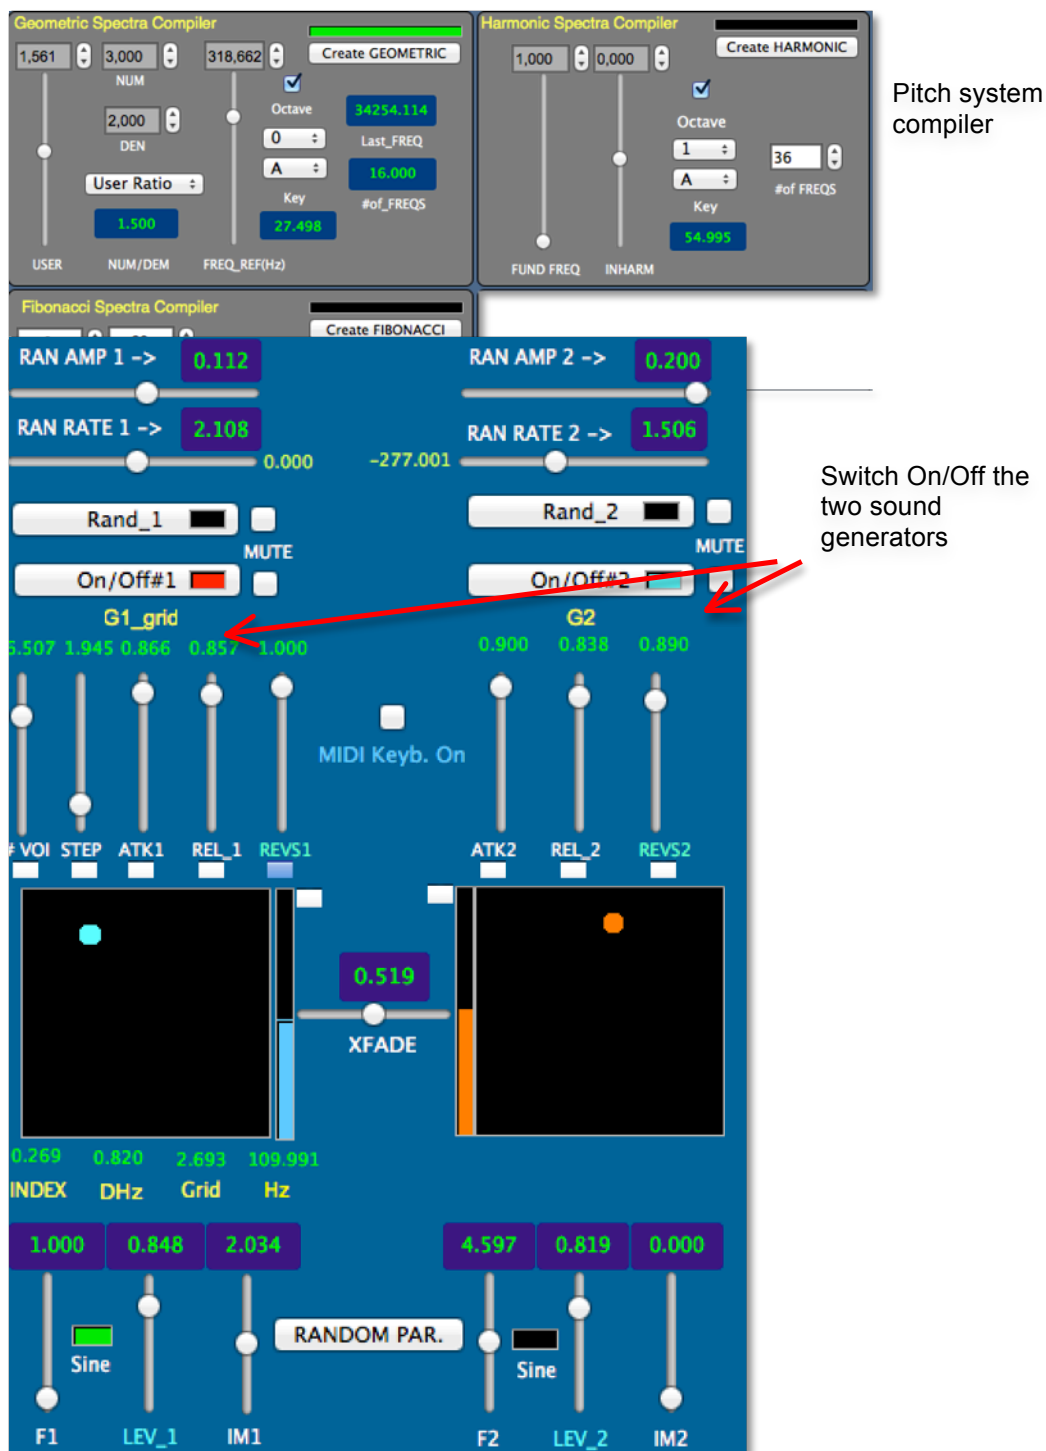 Geometric Spectra Compiler
1,561 3,000 318,662 Create GEOMETRIC
NUM
2,000
DEN
Octave
34254.114
0
Last_FREQ
User Ratio
A
16.000
Key
#of_FREQS
1.500
27.498
USER NUM/DEM FREQ_REF(Hz)
Harmonic Spectra Compiler
1,000 0,000 Create HARMONIC
Octave
1
36
A
#of FREQS
Key
54.995
FUND FREQ INHARM
Pitch system
compiler
Fibonacci Spectra Compiler
Create FIBONACCI
RAN AMP 1 -> 0.112 RAN AMP 2 -> 0.200
RAN RATE 1 -> 2.108 RAN RATE 2 -> 1.506
0.000 -277.001
Switch On/Off the
two sound
generators
Rand_1 Rand_2
MUTE MUTE
On/Off#1 On/Off#2
G1_grid G2
.507 1.945 0.866 0.857 1.000 0.900 0.838 0.890
MIDI Keyb. On
# VOI STEP ATK1 REL_1 REVS1 ATK2 REL_2 REVS2
0.519
XFADE
0.269 0.820 2.693 109.991
INDEX DHz Grid Hz
1.000 0.848 2.034 4.597 0.819 0.000
RANDOM PAR.
Sine Sine
F1 LEV_1 IM1 F2 LEV_2 IM2